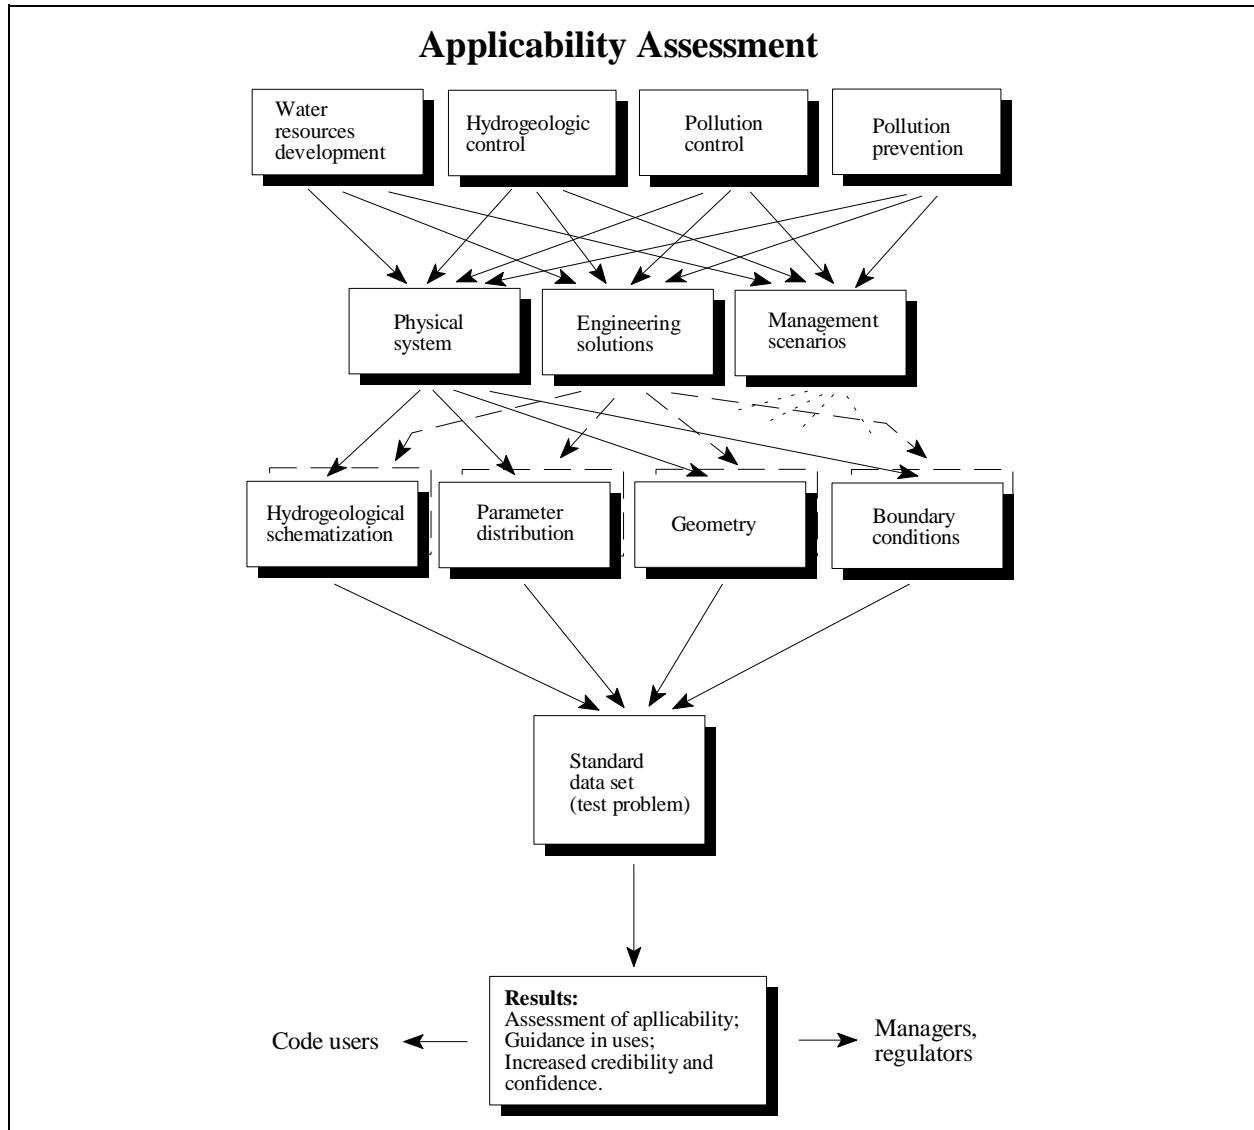 Applicability Assessment
Water
resources
development
Hydrogeologic
control
Pollution
control
Pollution
prevention
Physical
system
Engineering
solutions
Management
scenarios
Hydrogeological
schematization
Parameter
distribution
Geometry
Boundary
conditions
Standard
data set
(test problem)
Results:
Assessment of apllicability;
Guidance in uses;
Increased credibility and
confidence.
Code users
Managers,
regulators